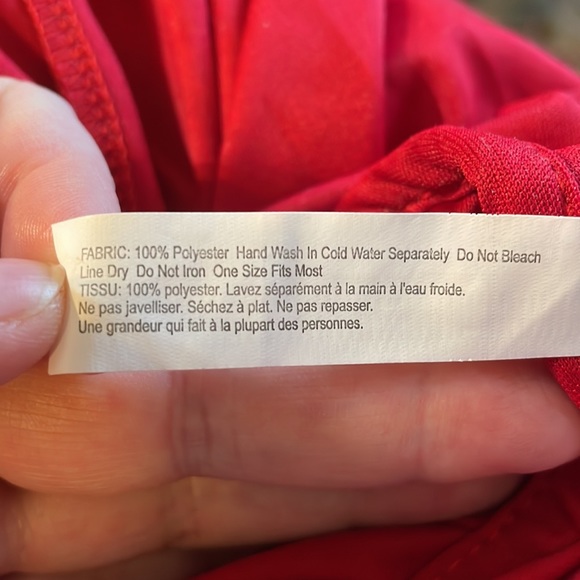 FABRIC: 100% Polyester Hand Wash In Cold Water Separately Do Not Bleach
Line Dry Do Not Iron One Size Fits Most
TISSU: 100% polyester. Lavez séparément à la main à l'eau froide.
Ne pas javelliser. Séchez à plat. Ne pas repasser.
Une grandeur qui fait à la plupart des personnes.